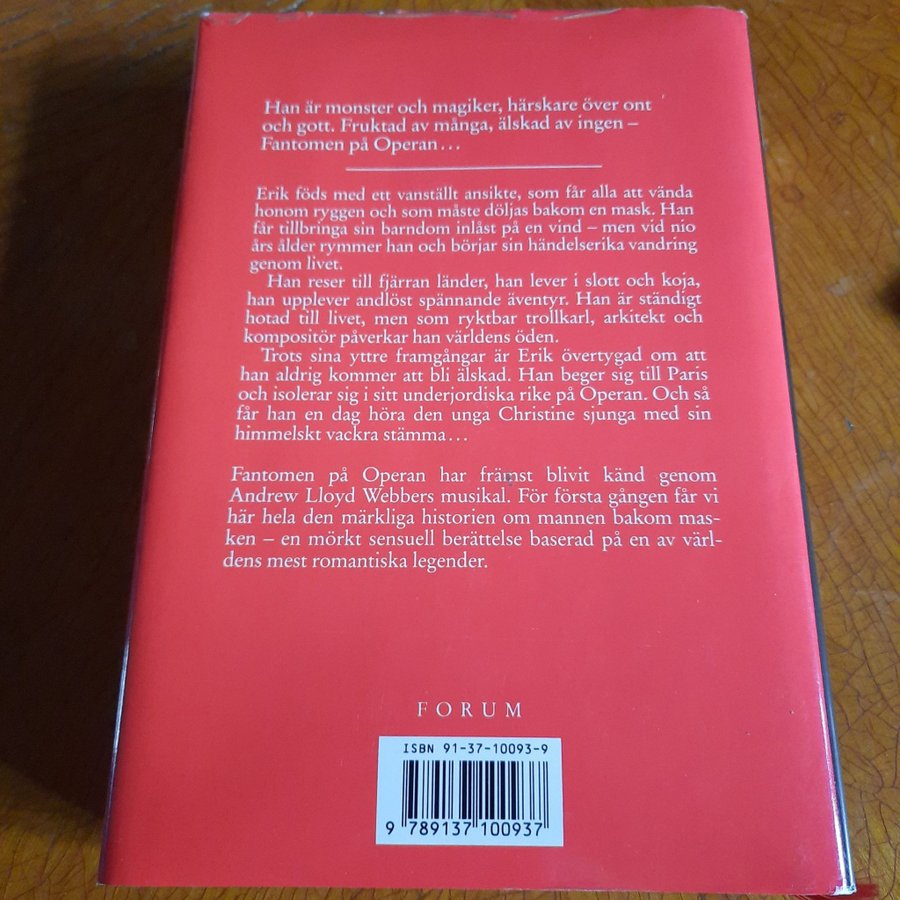 Han är monster och magiker, härskare över ont
och gott. Fruktad av många, älskad av ingen –
Fantomen på Operan...
Erik föds med ett vanställt ansikte, som får alla att vända
honom ryggen och som måste döljas bakom en mask. Han
får tillbringa sin barndom inlåst på en vind – men vid nio
års ålder rymmer han och börjar sin händelserika vandring
genom livet.
Han reser till fjärran länder, han lever i slott och koja,
han upplever andlöst spännande äventyr. Han är ständigt
hotad till livet, men som ryktbar trollkarl, arkitekt och
kompositör påverkar han världens öden.
Trots sina yttre framgångar är Erik övertygad om att
han aldrig kommer att bli älskad. Han beger sig till Paris
och isolerar sig i sitt underjordiska rike på Operan. Och så
får han en dag höra den unga Christine sjunga med sin
himmelskt vackra stämma...
Fantomen på Operan har främst blivit känd genom
Andrew Lloyd Webbers musikal. För första gången får vi
här hela den märkliga historien om mannen bakom mas-
ken – en mörkt sensuell berättelse baserad på en av värl-
dens mest romantiska legender.
FORUM
ISBN 91-37-10093-9
9 789137 100937